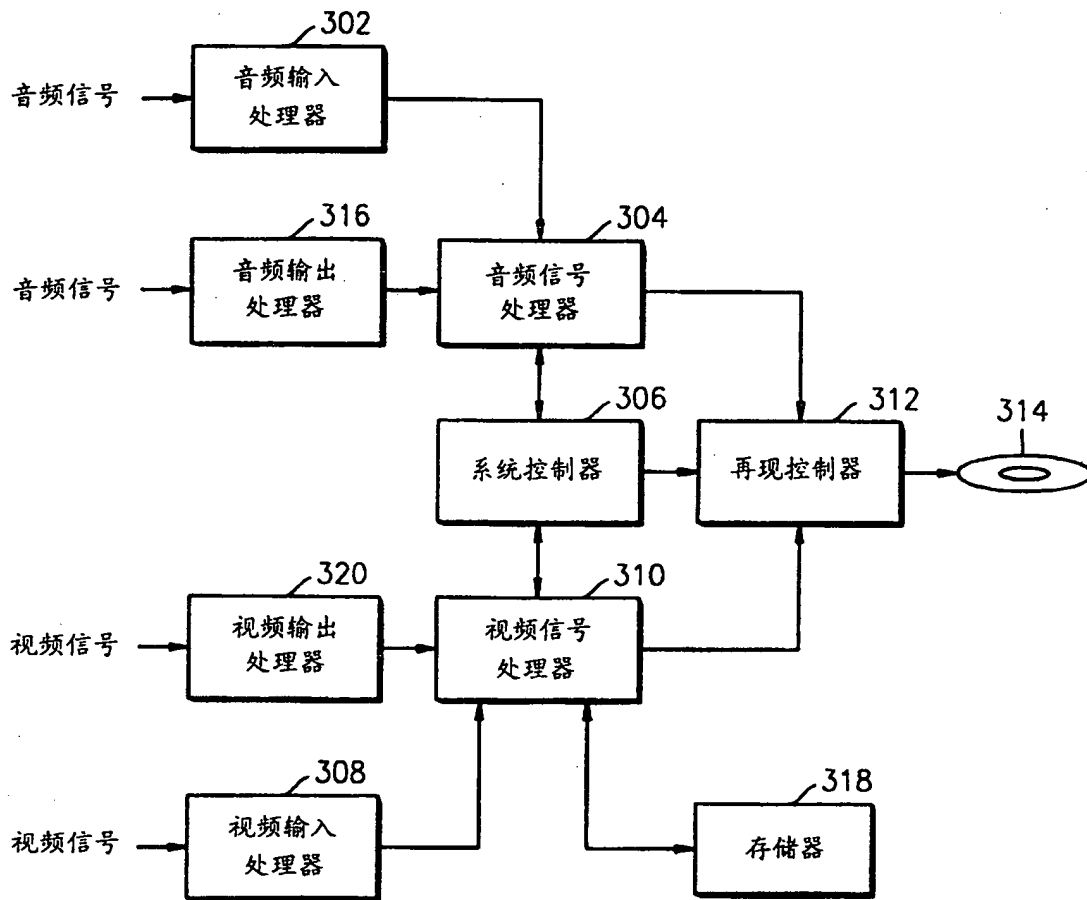 302
音频信号
音频输入
处理器
316
304
音频信号
音频输出
处理器
音频信号
处理器
306
312
314
系统控制器
再现控制器
320
310
视频信号
视频输出
处理器
视频信号
处理器
308
318
视频信号
视频输入
处理器
存储器